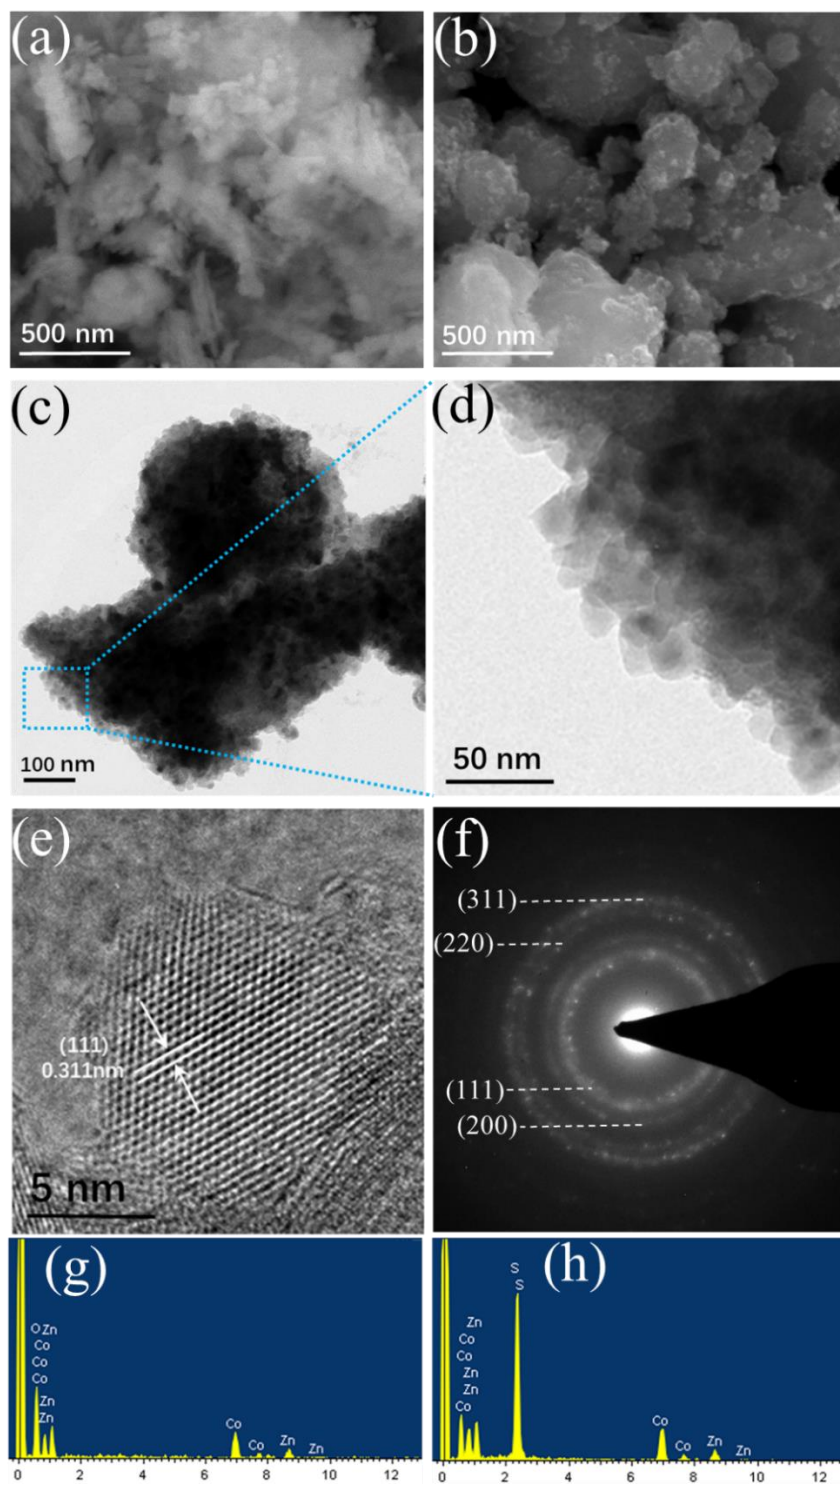 (a)
500 nm
(b)
500 nm
(c)
100 nm
(d)
50 nm
(e)
(111)
0.311nm
5 nm
(f)
(311)
(220)
(111)
(200)
(g)
O Zn
Co
Co
Co
Zn
Zn
Co
Co
Zn
Zn
0 2 4 6 8 10 12
(h)
S
S
Zn
Co
Co
Zn
Zn
Co
Co
Co
Zn
Zn
0 2 4 6 8 10 12